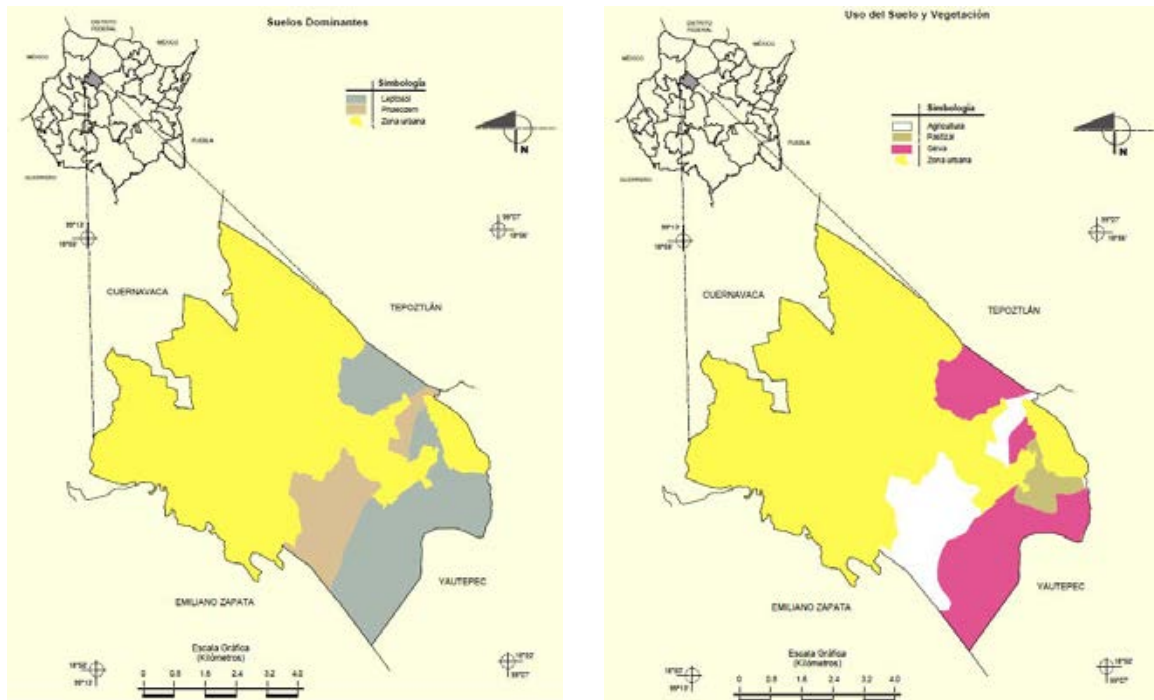 Suelos Dominantes
DISTRITO
FEDERAL
MÉXICO
MÉXICO
PUEBLA
GUERRERO
Simbología
Leptosol
Phaeozem
Zona urbana
N
CUERNAVACA
TEPOZTLÁN
YAUTEPEC
EMILIANO ZAPATA
Escala Gráfica
(Kilómetros)
0 .8 1.6 2.4 3.2 4.0
Uso del Suelo y Vegetación
DISTRITO
FEDERAL
MÉXICO
MÉXICO
PUEBLA
GUERRERO
Simbología
Agricultura
Pastizal
Selva
Zona urbana
N
CUERNAVACA
TEPOZTLÁN
YAUTEPEC
EMILIANO ZAPATA
Escala Gráfica
(Kilómetros)
0 .8 1.6 2.4 3.2 4.0